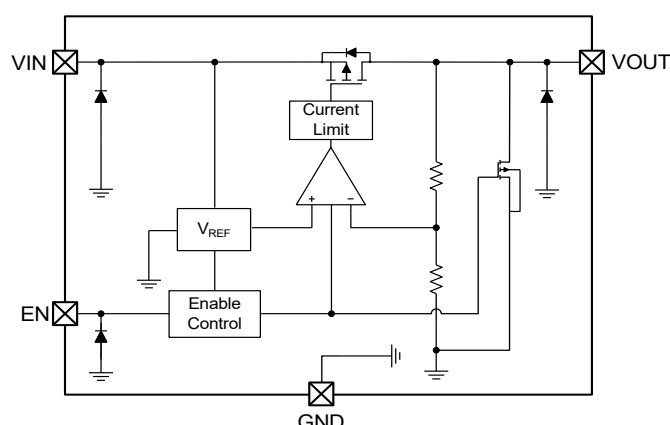 VIN
VOUT
Current
Limit
+
−
VREF
EN
Enable
Control
GND